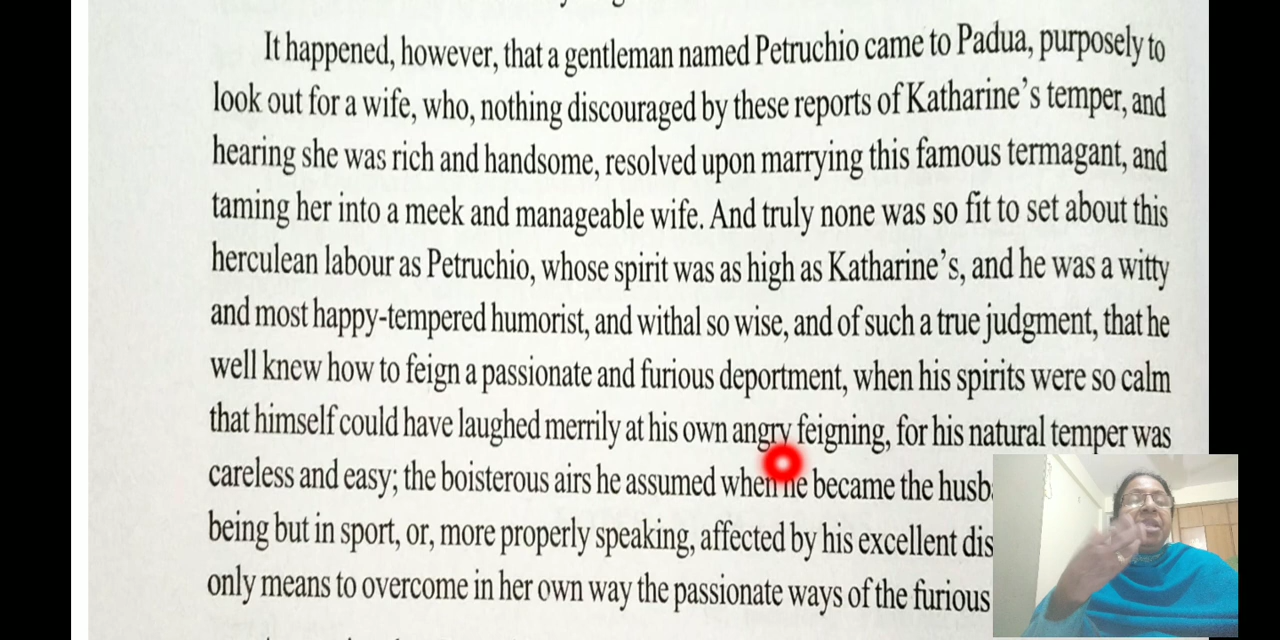 It happened, however, that a gentleman named Petruchio came to Padua, purposely to
look out for a wife, who, nothing discouraged by these reports of Katharine's temper, and
hearing she was rich and handsome, resolved upon marrying this famous termagant, and
taming her into a meek and manageable wife. And truly none was so fit to set about this
herculean labour as Petruchio, whose spirit was as high as Katharine's, and he was a witty
and most happy-tempered humorist, and withal so wise, and of such a true judgment, that he
well knew how to feign a passionate and furious deportment, when his spirits were so calm
that himself could have laughed merrily at his own angry feigning, for his natural temper was
careless and easy; the boisterous airs he assumed when he became the
being but in sport, or, more properly speaking, affected by his excellent
only means to overcome in her own way the passionate ways of the furious